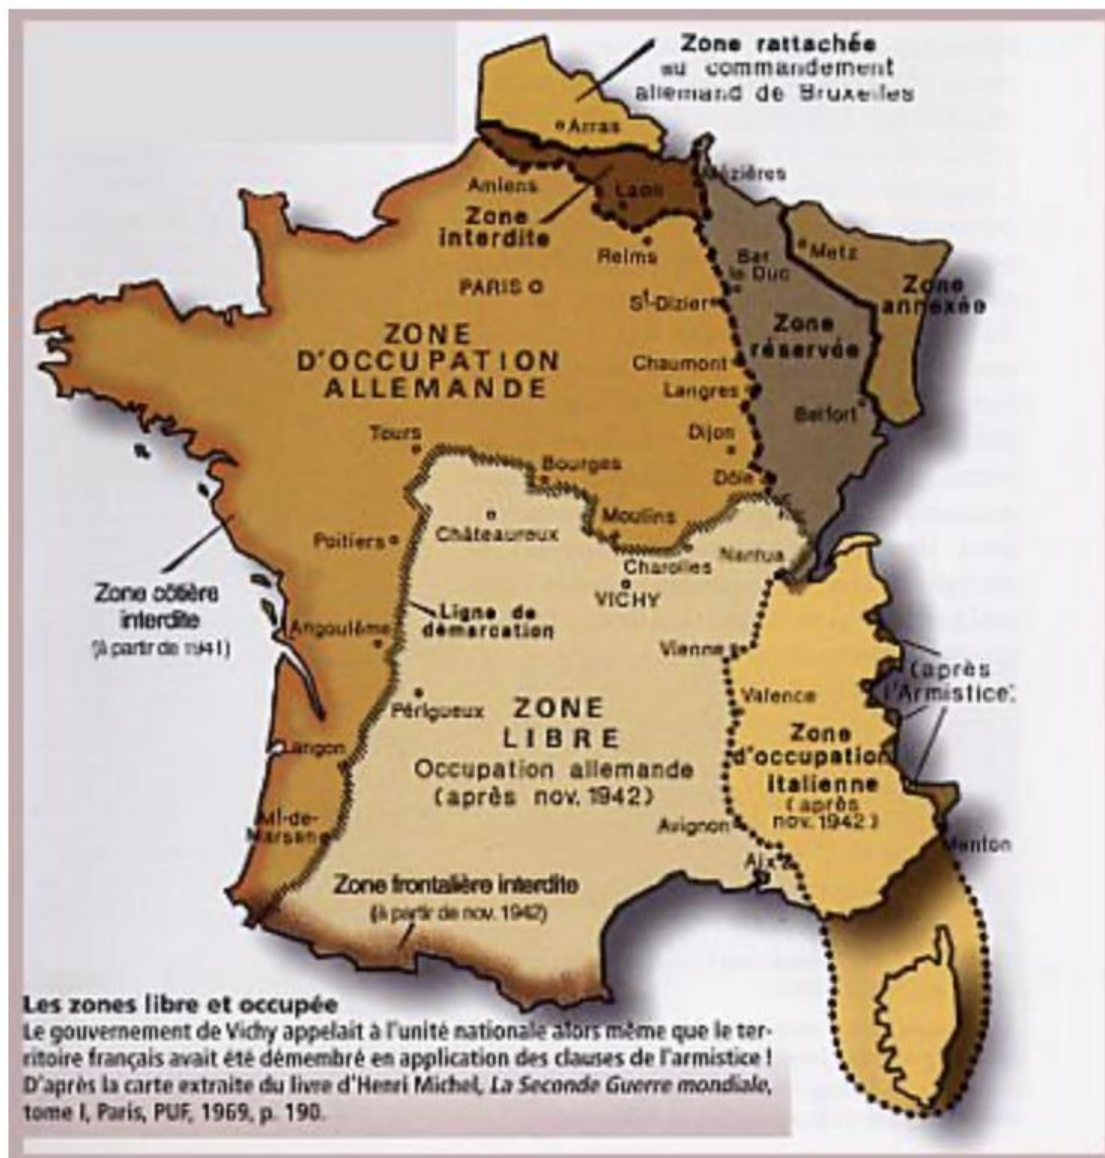 Zone rattachée
au commandement
allemand de Bruxelles
Arras
Mézières
Amiens
Laon
Zone
interdite
Reims
Metz
Bar
le Duc
Zone
annexée
PARIS
St-Dizier
ZONE
D'OCCUPATION
ALLEMANDE
Zone
réservée
Chaumont
Langres
Belfort
Tours
Dijon
Bourges
Dôle
Moulins
Châteauroux
Poitiers
Charolles
Nantua
VICHY
Zone côtière
interdite
(à partir de 1941)
Ligne de
démarcation
Angoulême
Vienne
(après
l'Armistice)
Périgueux
Valence
ZONE
LIBRE
Occupation allemande
(après nov. 1942)
Zone
d'occupation
Italienne
(après
nov. 1942)
Langon
Mt-de-
Marsan
Avignon
Aix
Menton
Zone frontalière interdite
(à partir de nov. 1942)
Les zones libre et occupée
Le gouvernement de Vichy appelait à l'unité nationale alors même que le ter-
ritoire français avait été démembré en application des clauses de l'armistice !
D'après la carte extraite du livre d'Henri Michel, La Seconde Guerre mondiale,
tome I, Paris, PUF, 1969, p. 190.